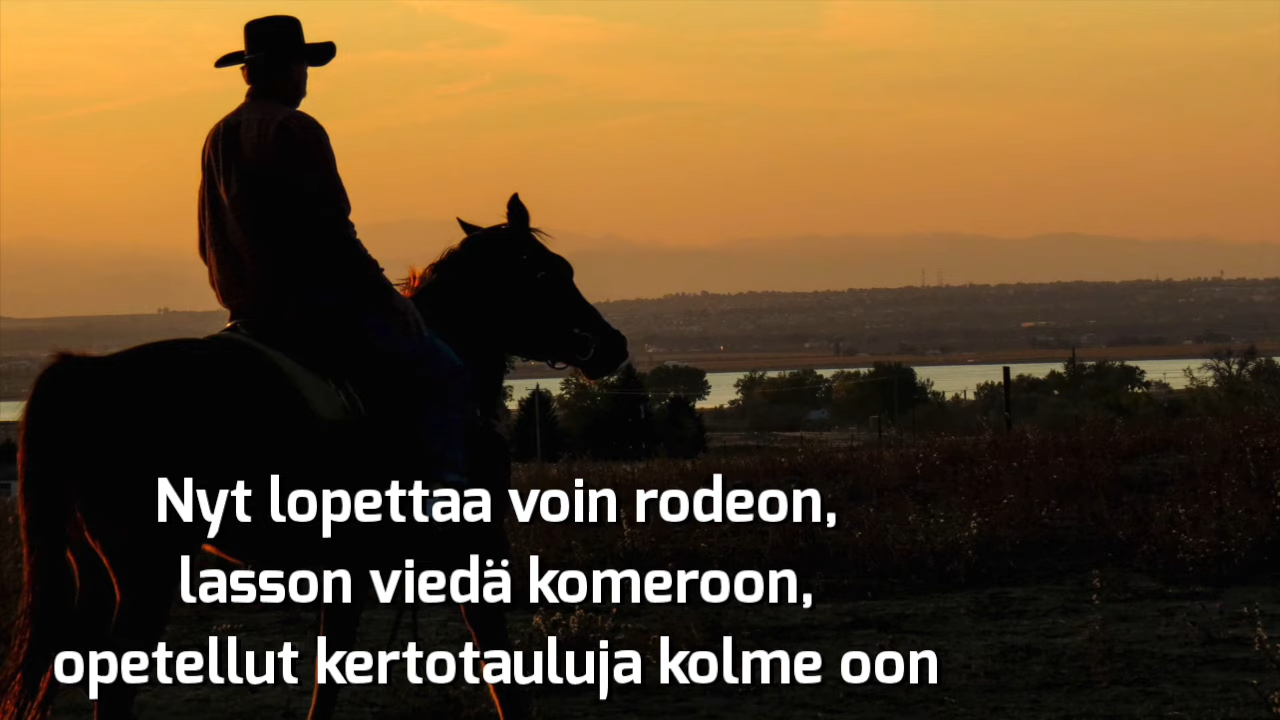 Nyt lopettaa voin rodeon,
lasson viedä komeroon,
opetellut kertotauluja kolme oon